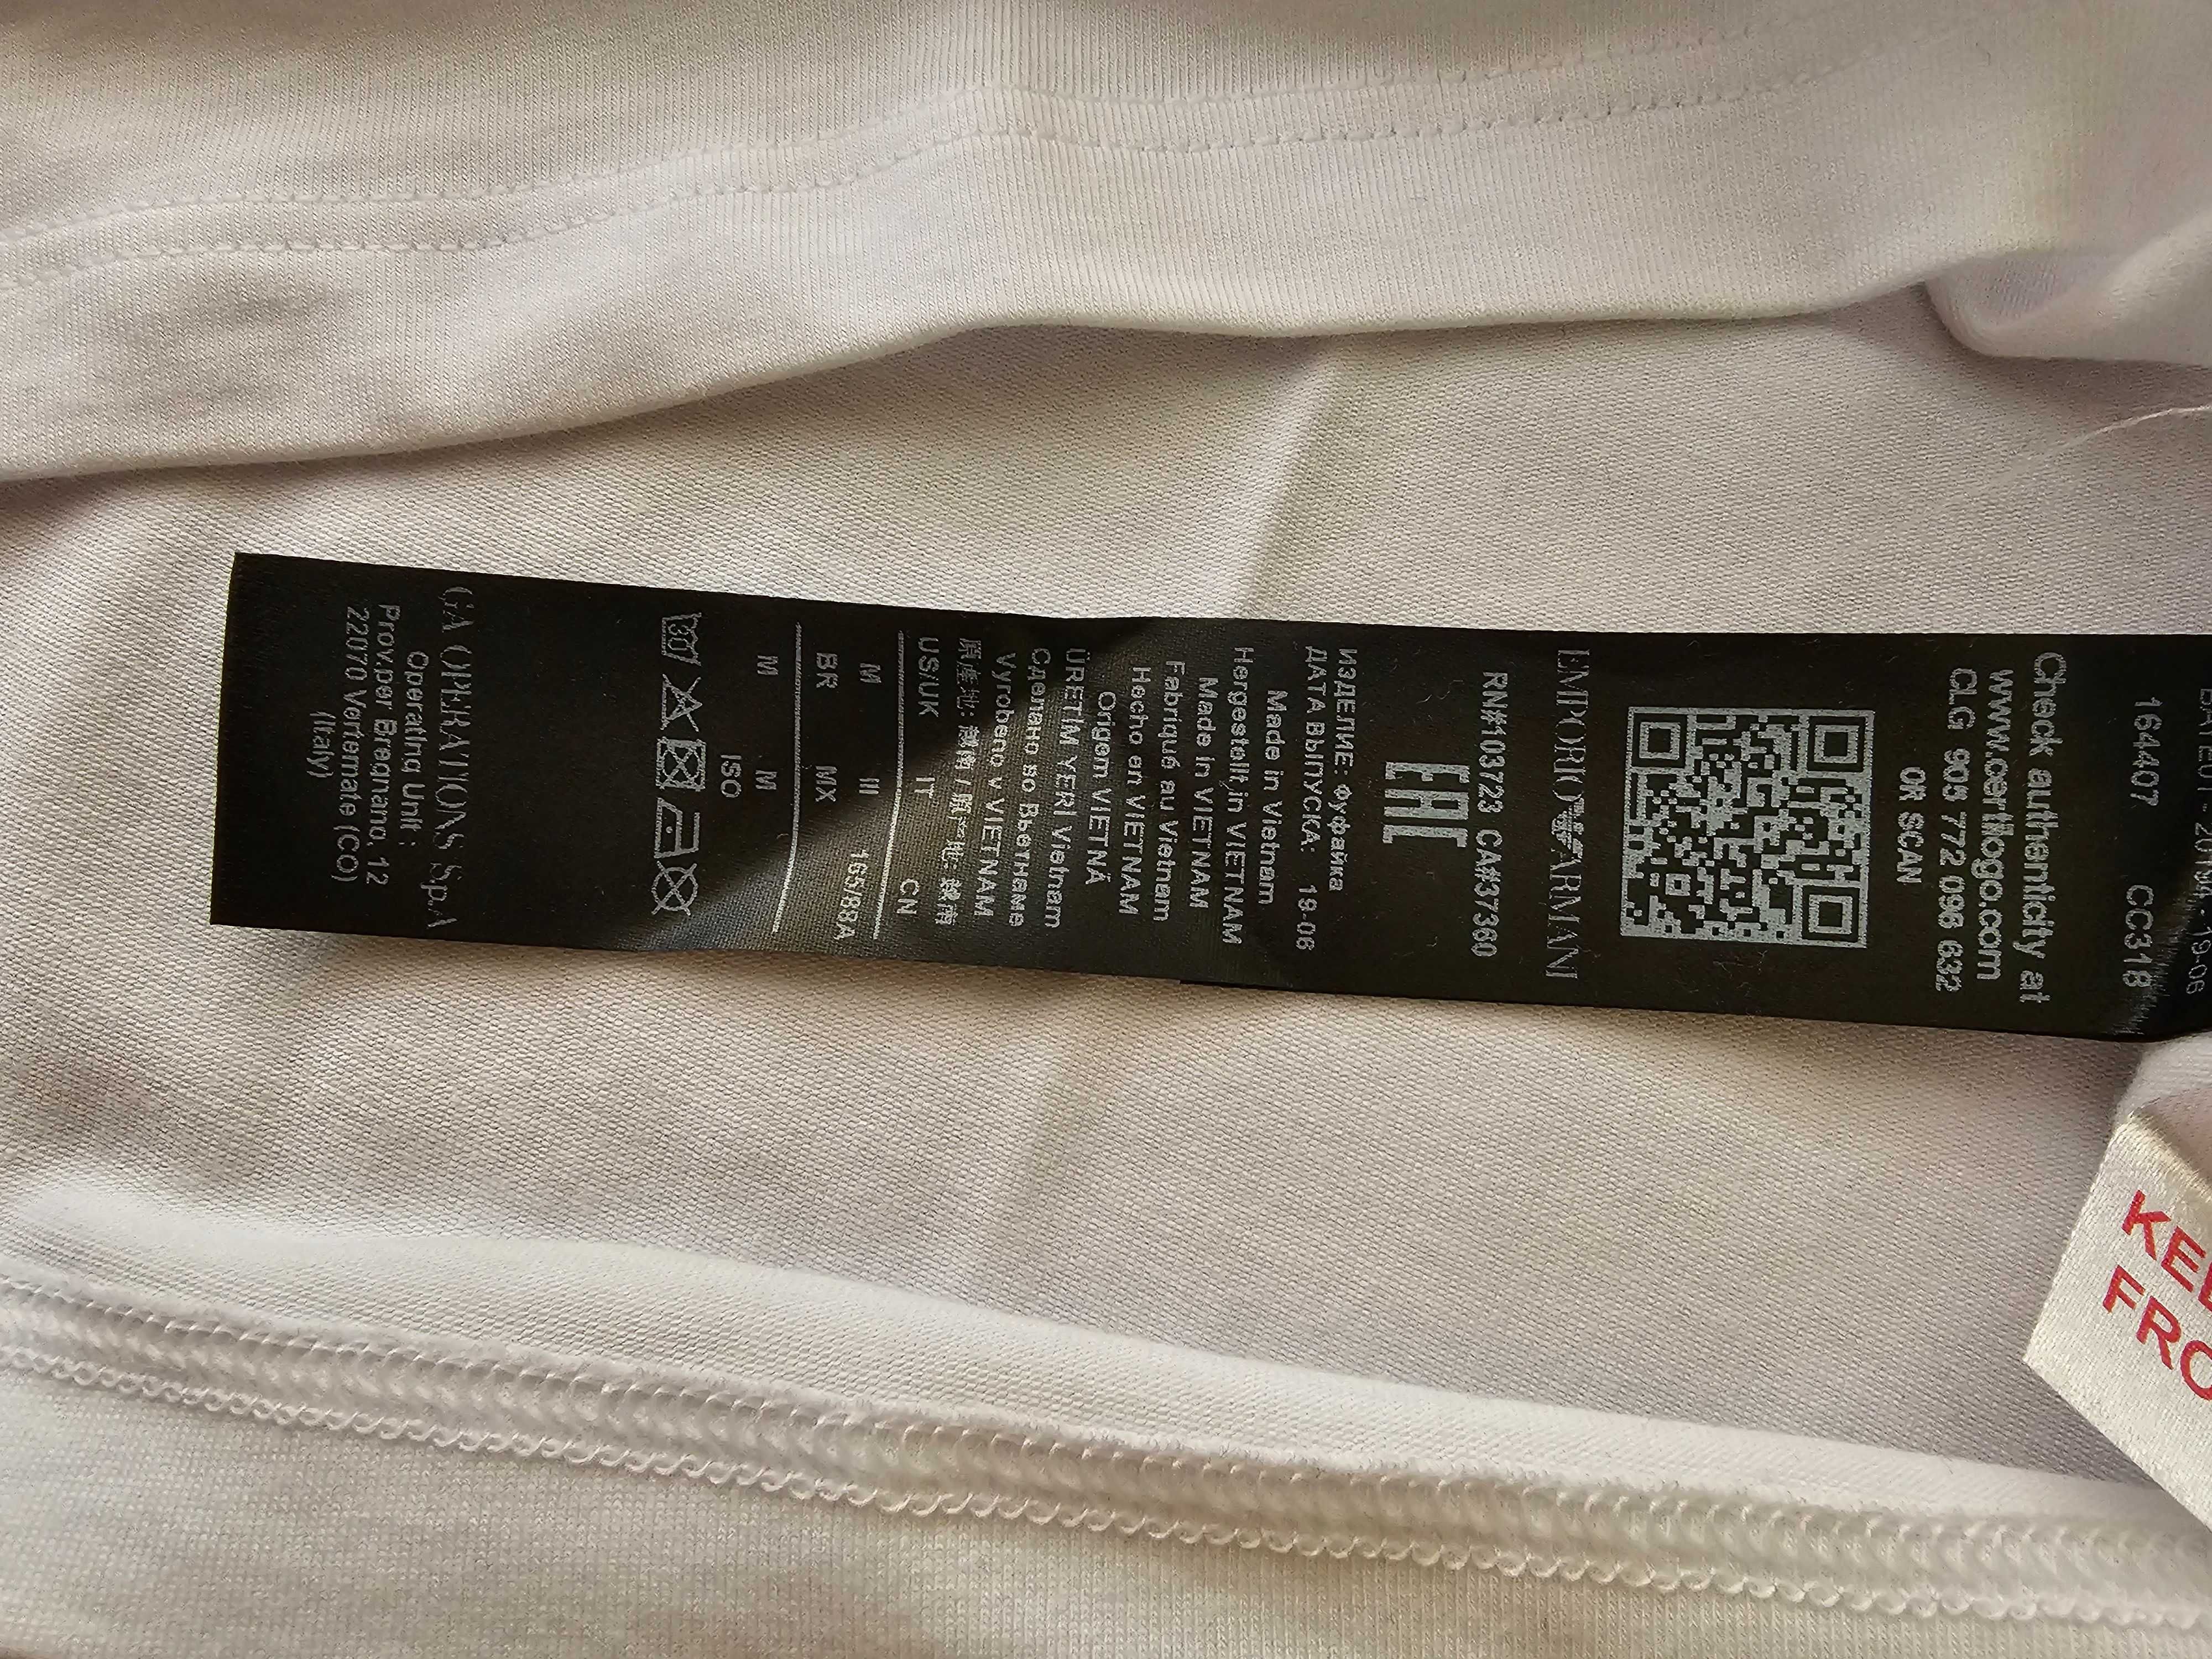 164407 CC318
Check authenticity at
www.certilogo.com
CLG 905 772 096 632
OR SCAN
EMPORIO ARMANI
RN#103723 CA#37360
EAC
ИЗДЕЛИЕ: Фуфайка
ДАТА ВЫПУСКА: 19-06
Made in Vietnam
Hergestellt in VIETNAM
Made in VIETNAM
Fabriqué au Vietnam
Hecho en VIETNAM
Origem VIETNÃ
ÜRETIM YERI Vietnam
Сделано во Вьетнаме
Vyrobeno v VIETNAM
US/UK IT CN
M III 165/88A
BR MX
M M
ISO
GA OPERATIONS S.p.A
Operating Unit:
Prov.per Bregnano,12
22070 Vertemate (CO)
(Italy)